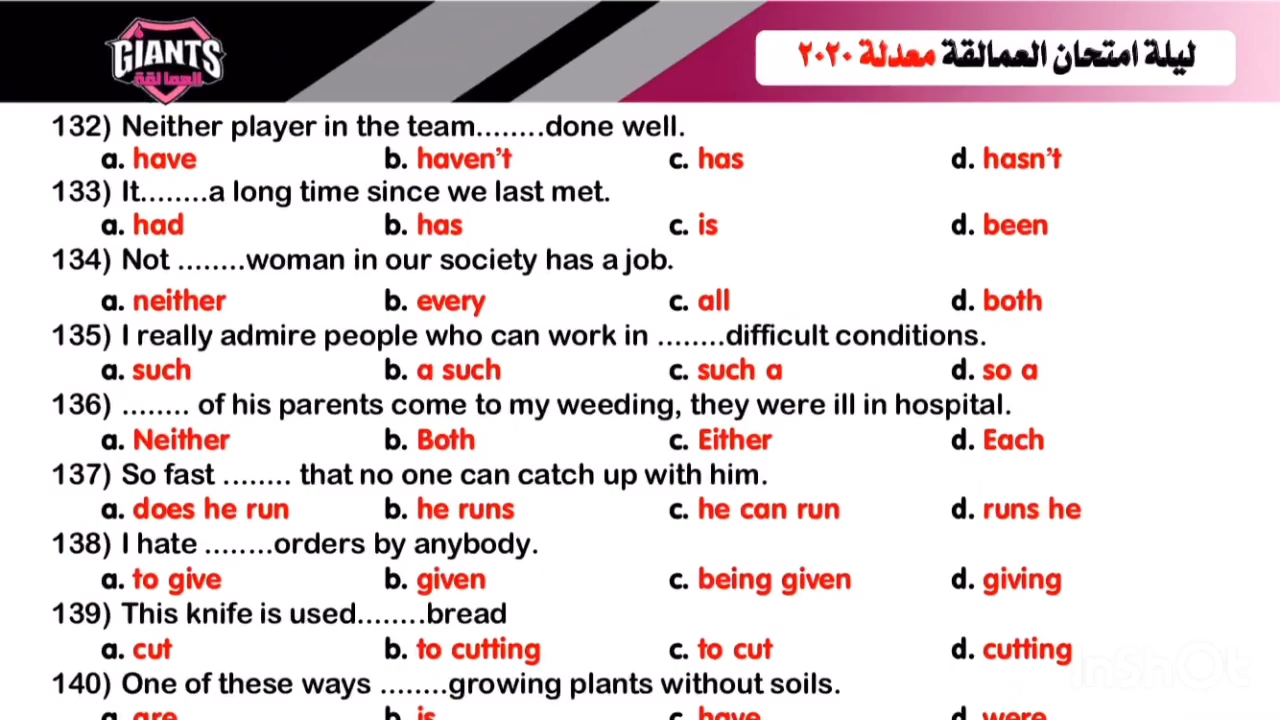 GIANTS
العمالقة
ليلة امتحان العمالقة معدلة ٢٠٢٠
132) Neither player in the team........done well.
a. have b. haven't c. has d. hasn't
133) It........a long time since we last met.
a. had b. has c. is d. been
134) Not ........woman in our society has a job.
a. neither b. every c. all d. both
135) I really admire people who can work in ........difficult conditions.
a. such b. a such c. such a d. so a
136) ........ of his parents come to my weeding, they were ill in hospital.
a. Neither b. Both c. Either d. Each
137) So fast ........ that no one can catch up with him.
a. does he run b. he runs c. he can run d. runs he
138) I hate ........orders by anybody.
a. to give b. given c. being given d. giving
139) This knife is used........bread
a. cut b. to cutting c. to cut d. cutting
InShOt
140) One of these ways ........growing plants without soils.
a. are b. is c. have d. were